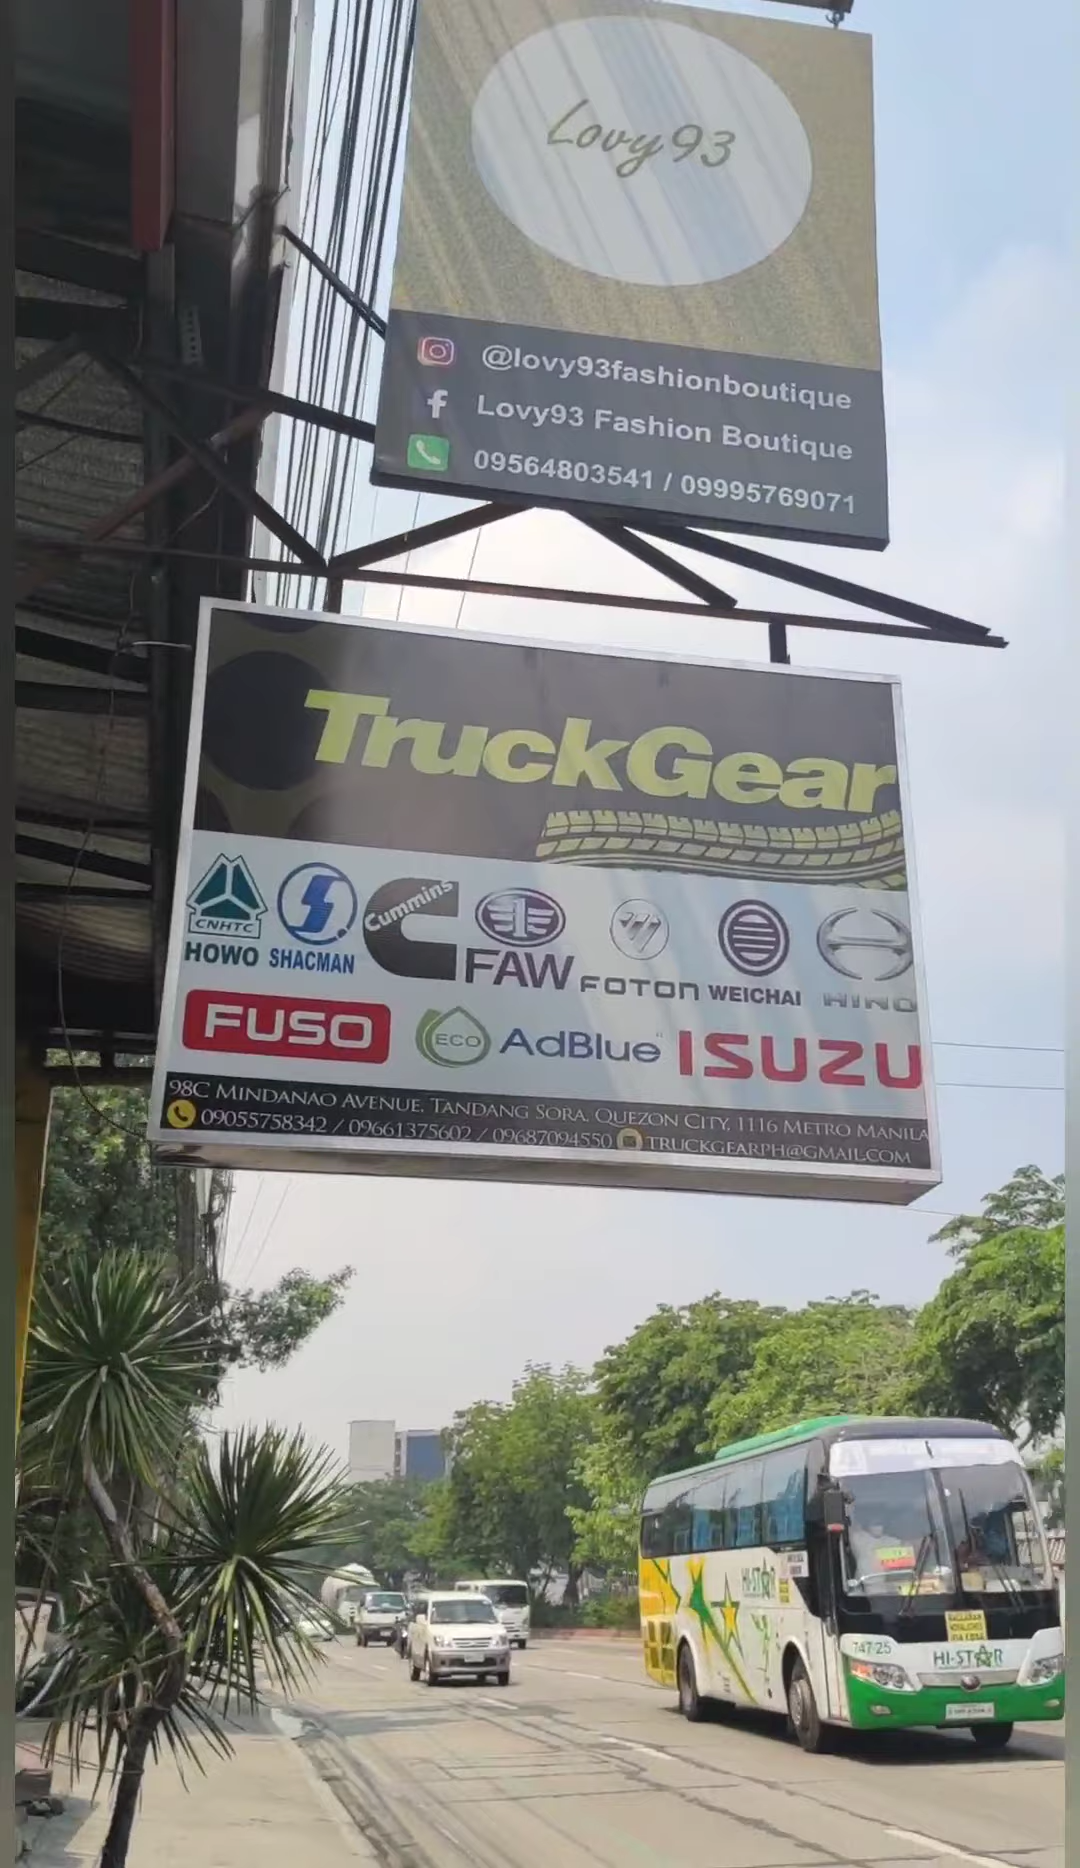 Lovy93
@lovy93fashionboutique
Lovy93 Fashion Boutique
09564803541 / 09995769071
TruckGear
CNHTC
HOWO
SHACMAN
Cummins
FAW
FOTON
WEICHAI
HINO
FUSO
ECO
AdBlue
ISUZU
98C MINDANAO AVENUE, TANDANG SORA, QUEZON CITY, 1116 METRO MANILA
09055758342 / 09661375602 / 09687094550 TRUCKGEARPH@GMAIL.COM
HI-STAR
747-25
HI-STAR